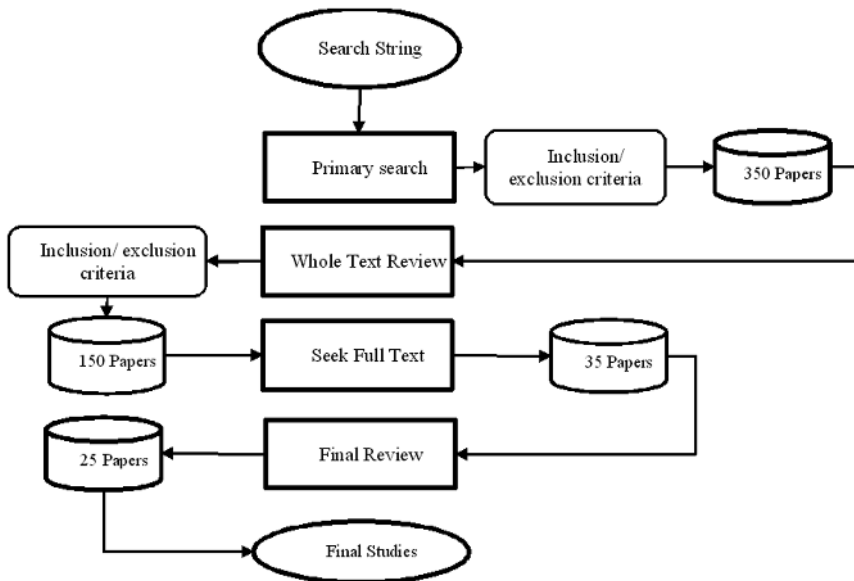 Search String
Primary search
Inclusion/
exclusion criteria
350 Papers
Whole Text Review
Inclusion/ exclusion
criteria
150 Papers
Seek Full Text
35 Papers
Final Review
25 Papers
Final Studies